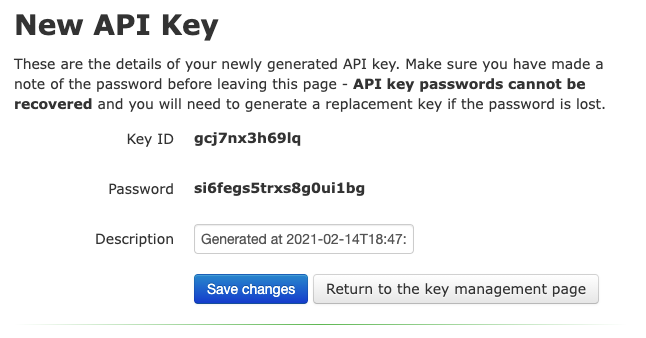 New API Key
These are the details of your newly generated API key. Make sure you have made a
note of the password before leaving this page - API key passwords cannot be
recovered and you will need to generate a replacement key if the password is lost.
Key ID gcj7nx3h69lq
Password si6fegs5trxs8g0ui1bg
Description Generated at 2021-02-14T18:47:
Save changes Return to the key management page